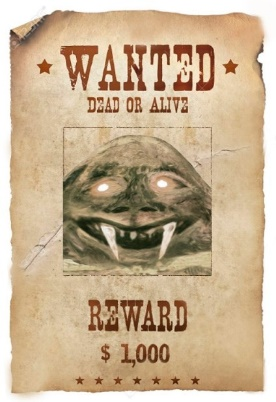 WANTED
DEAD OR ALIVE
REWARD
$ 1,000